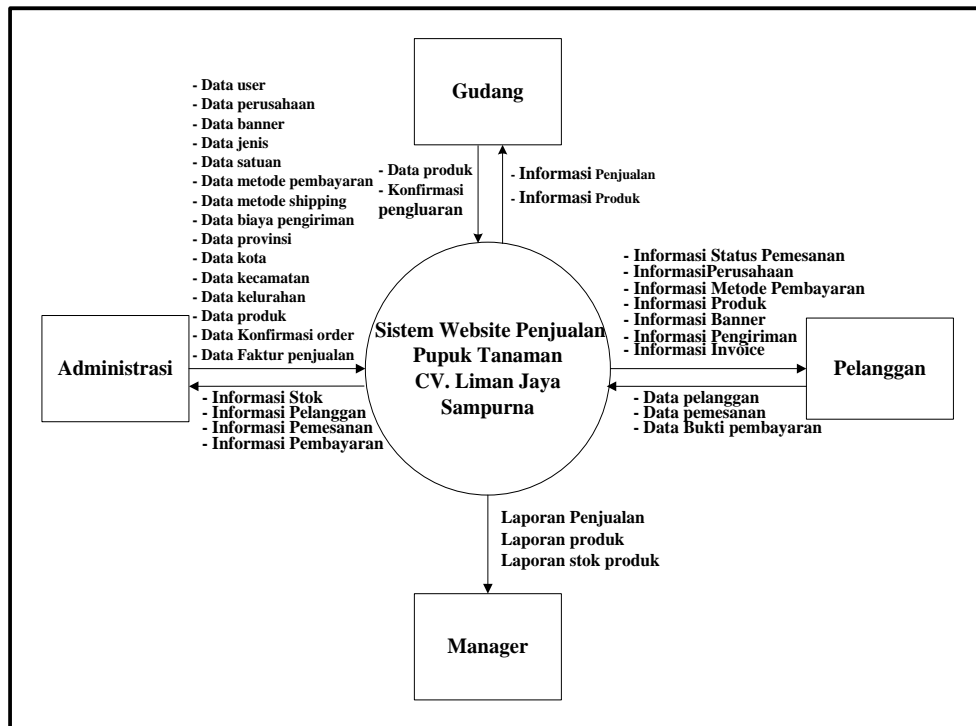 Gudang
- Data user
- Data perusahaan
- Data banner
- Data jenis
- Data satuan
- Data metode pembayaran
- Data metode shipping
- Data biaya pengiriman
- Data provinsi
- Data kota
- Data kecamatan
- Data kelurahan
- Data produk
- Data Konfirmasi order
- Data Faktur penjualan
- Data produk
- Konfirmasi
pengluaran
- Informasi Penjualan
- Informasi Produk
- Informasi Status Pemesanan
- InformasiPerusahaan
- Informasi Metode Pembayaran
- Informasi Produk
- Informasi Banner
- Informasi Pengiriman
- Informasi Invoice
Administrasi
Sistem Website Penjualan
Pupuk Tanaman
CV. Liman Jaya
Sampurna
Pelanggan
- Informasi Stok
- Informasi Pelanggan
- Informasi Pemesanan
- Informasi Pembayaran
- Data pelanggan
- Data pemesanan
- Data Bukti pembayaran
Laporan Penjualan
Laporan produk
Laporan stok produk
Manager